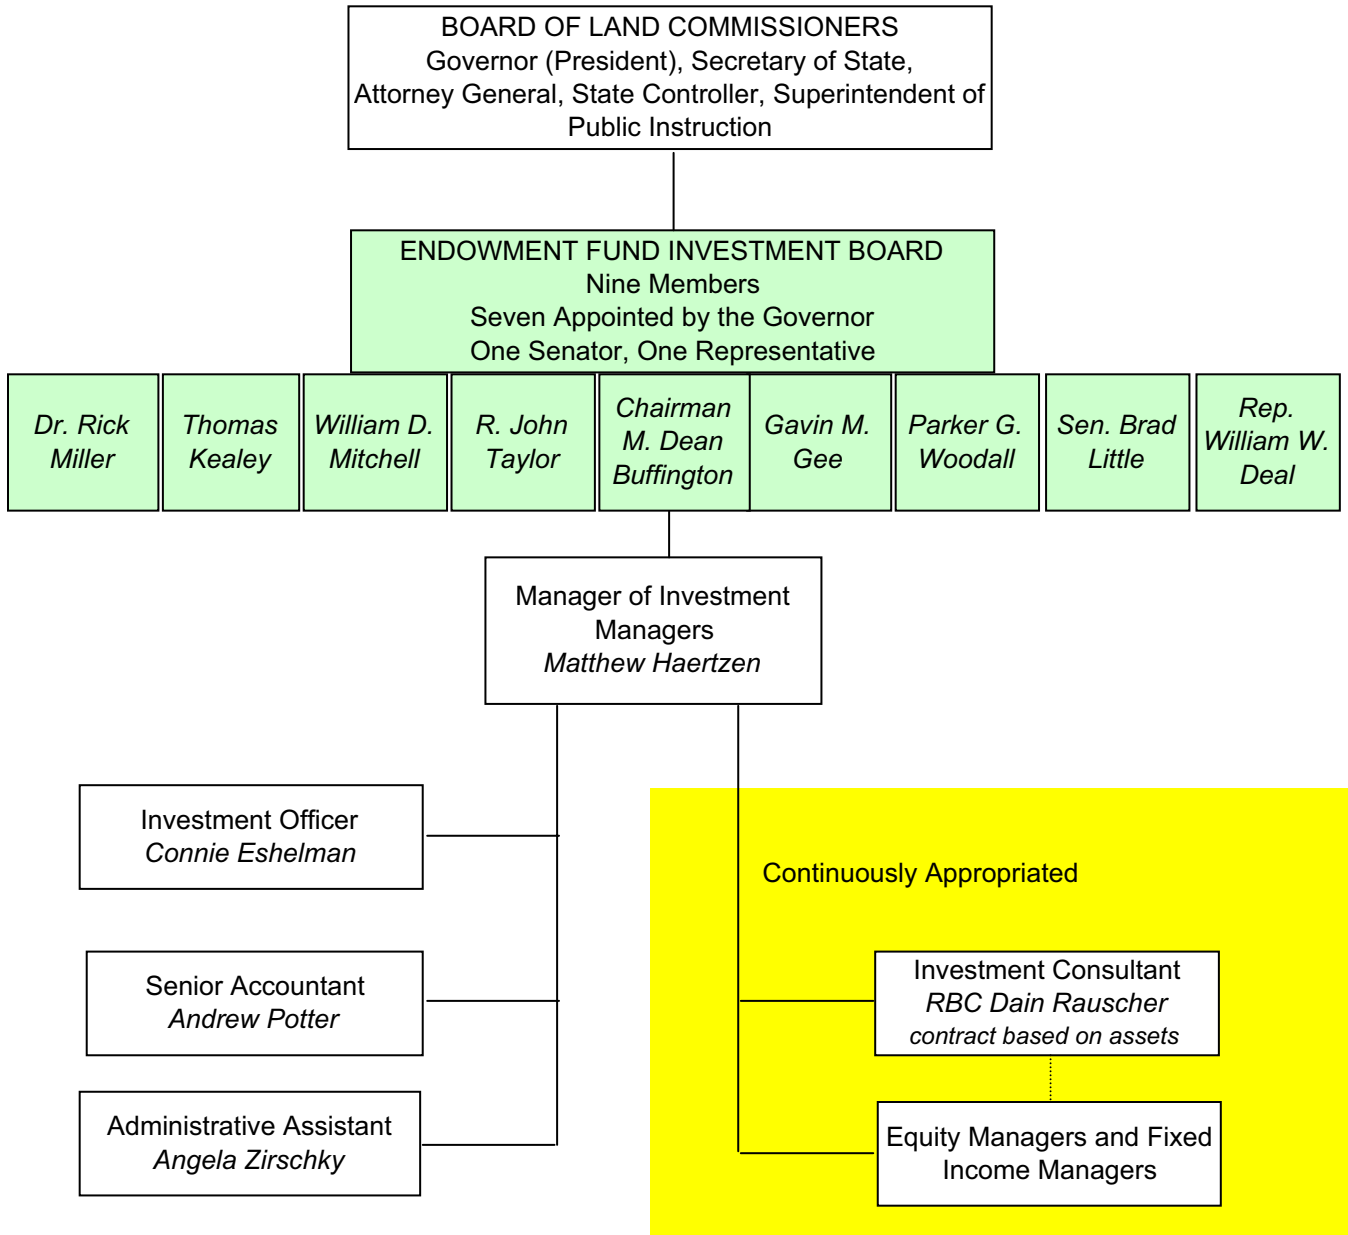 BOARD OF LAND COMMISSIONERS
Governor (President), Secretary of State,
Attorney General, State Controller, Superintendent of
Public Instruction
ENDOWMENT FUND INVESTMENT BOARD
Nine Members
Seven Appointed by the Governor
One Senator, One Representative
Dr. Rick
Miller
Thomas
Kealey
William D.
Mitchell
R. John
Taylor
Chairman
M. Dean
Buffington
Gavin M.
Gee
Parker G.
Woodall
Sen. Brad
Little
Rep.
William W.
Deal
Manager of Investment
Managers
Matthew Haertzen
Investment Officer
Connie Eshelman
Senior Accountant
Andrew Potter
Administrative Assistant
Angela Zirschky
Continuously Appropriated
Investment Consultant
RBC Dain Rauscher
contract based on assets
Equity Managers and Fixed
Income Managers